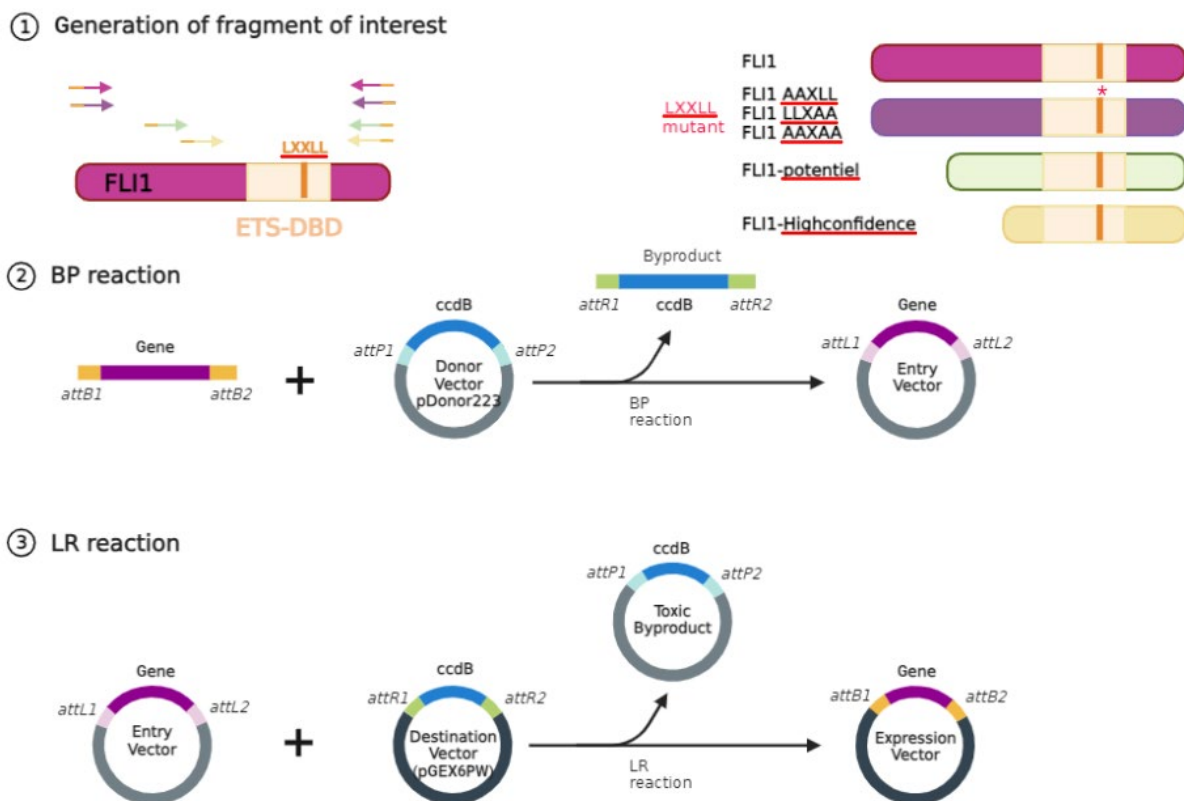 1 Generation of fragment of interest
LXXLL
FLI1
ETS-DBD
FLI1
LXXLL
mutant
FLI1 AAXLL
*
FLI1 LLXAA
FLI1 AAXAA
FLI1-potentiel
FLI1-Highconfidence
2 BP reaction
Gene
attB1
attB2
+
ccdB
attP1
attP2
Donor
Vector
pDonor223
Byproduct
attR1
ccdB
attR2
BP
reaction
Gene
attL1
attL2
Entry
Vector
3 LR reaction
Gene
attL1
attL2
Entry
Vector
+
ccdB
attR1
attR2
Destination
Vector
(pGEX6PW)
ccdB
attP1
attP2
Toxic
Byproduct
LR
reaction
Gene
attB1
attB2
Expression
Vector